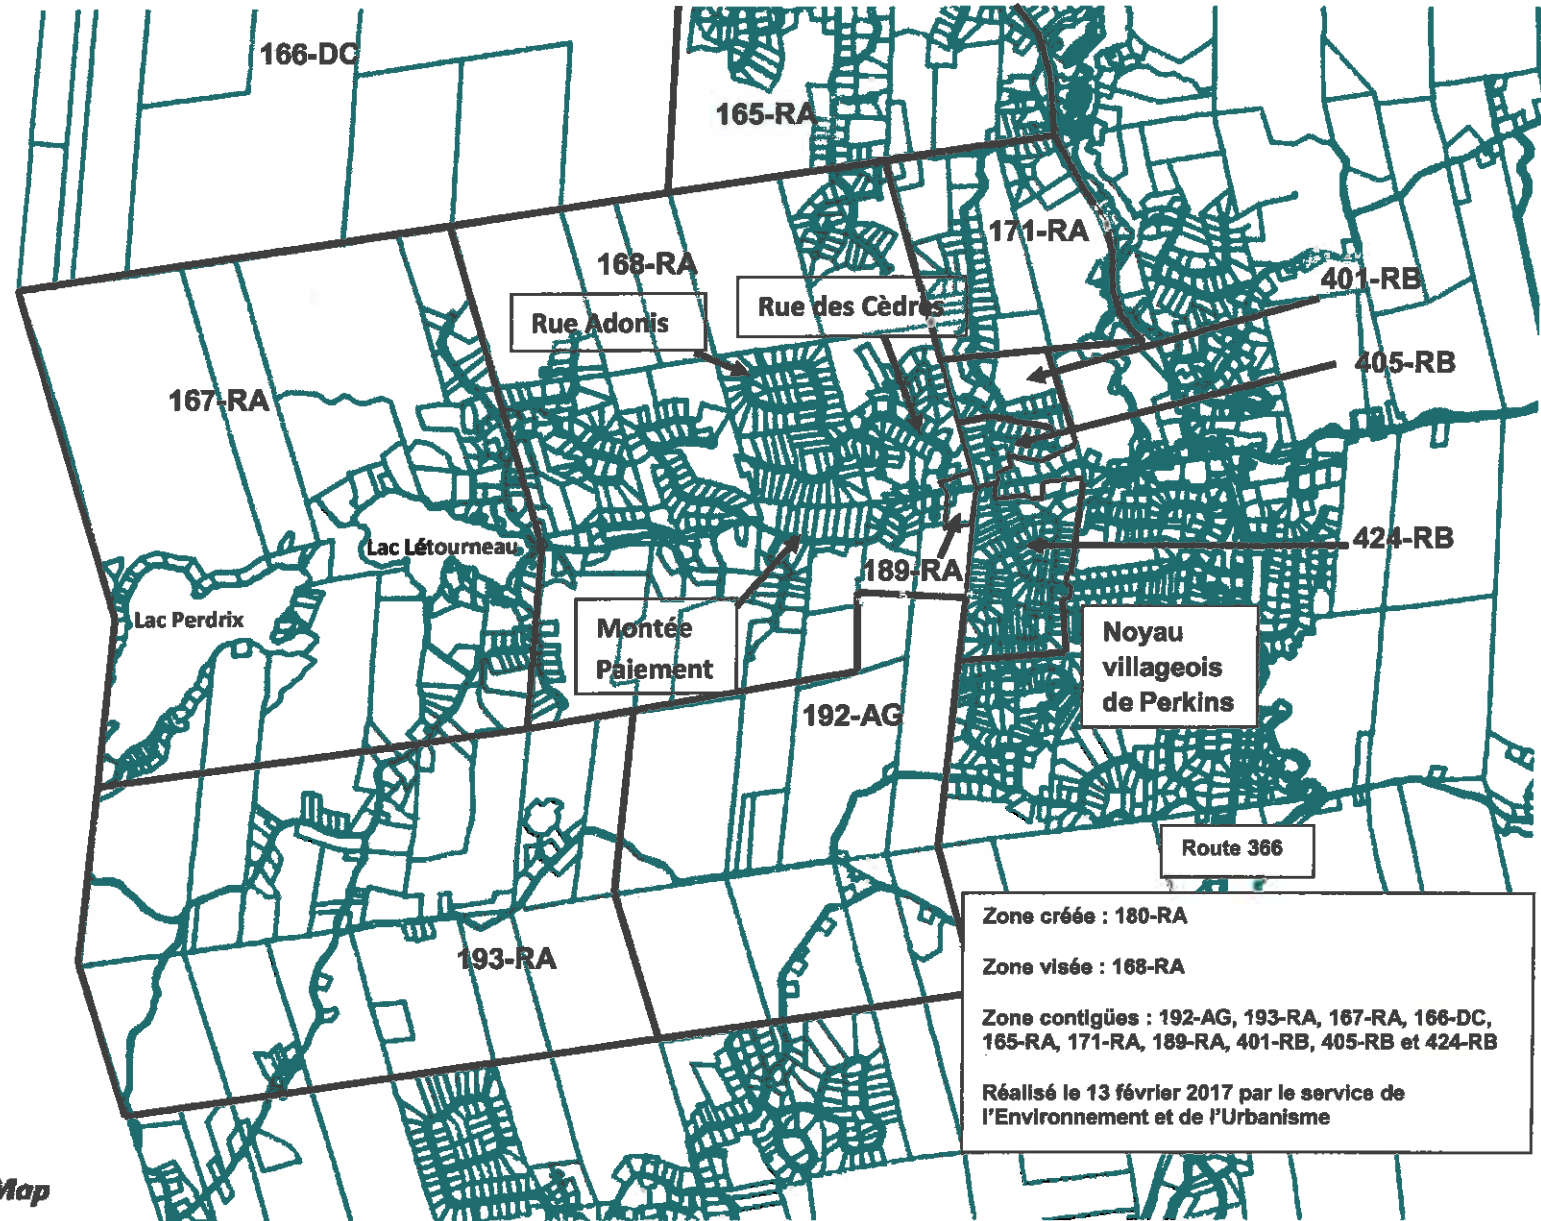 166-DC
165-RA
171-RA
168-RA
401-RB
Rue des Cèdres
Rue Adonis
405-RB
167-RA
424-RB
Lac Létourneau
189-RA
Lac Perdrix
Montée
Paiement
Noyau
villageois
de Perkins
192-AG
Route 366
193-RA
Zone créée : 180-RA
Zone visée : 168-RA
Zone contigües : 192-AG, 193-RA, 167-RA, 166-DC,
165-RA, 171-RA, 189-RA, 401-RB, 405-RB et 424-RB
Réalisé le 13 février 2017 par le service de
l'Environnement et de l'Urbanisme
Map